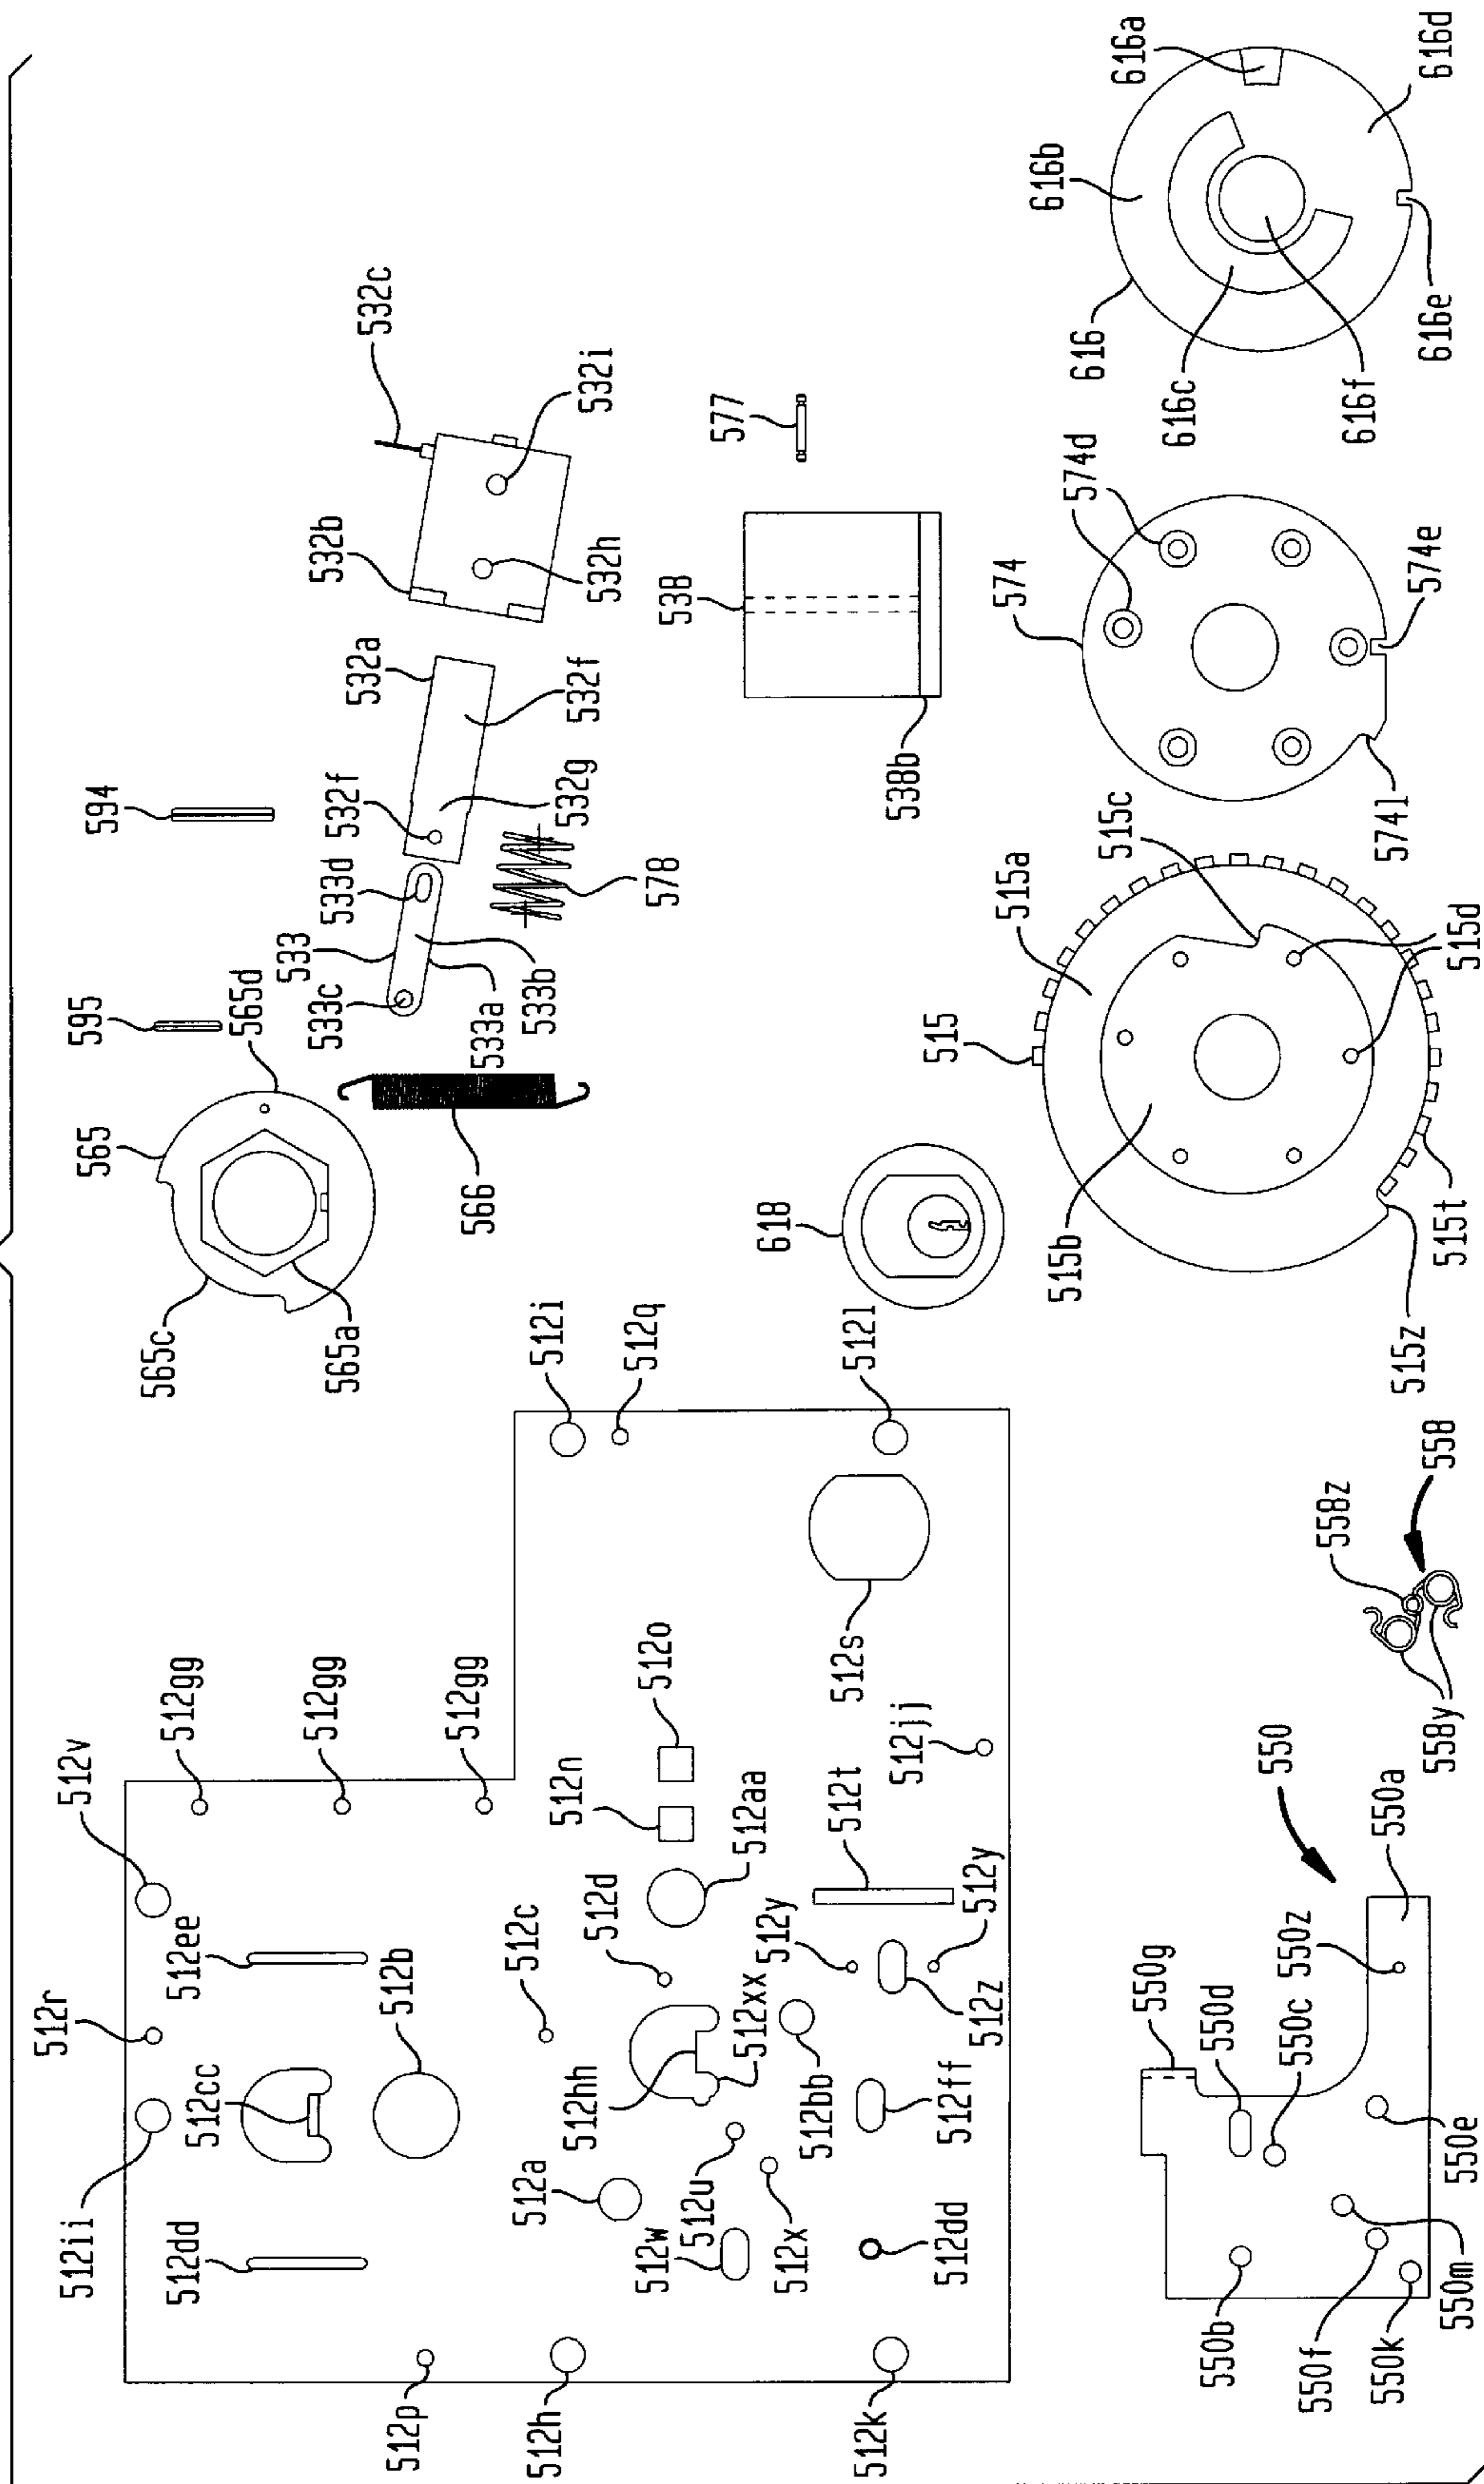 512p
512h
512k
512dd
512ii
512cc
512r
512ee
512v
512gg
512gg
512gg
512b
512a
512w
512u
512x
512dd
512hh
512xx
512c
512d
512bb
512ff
512y
512z
512y
512aa
512n
512o
512t
512jj
512s
512i
512q
512l
565c
565a
565
565d
595
594
566
533c
533
533a
533b
533d
578
532f
532g
532a
532f
532b
532h
532i
532c
618
538b
538
577
550b
550f
550k
550m
550e
550c
550d
550g
550z
550a
550
558y
558z
558
515z
515b
515t
515
515a
515c
515d
574l
574e
574
574d
616c
616f
616e
616
616b
616a
616d